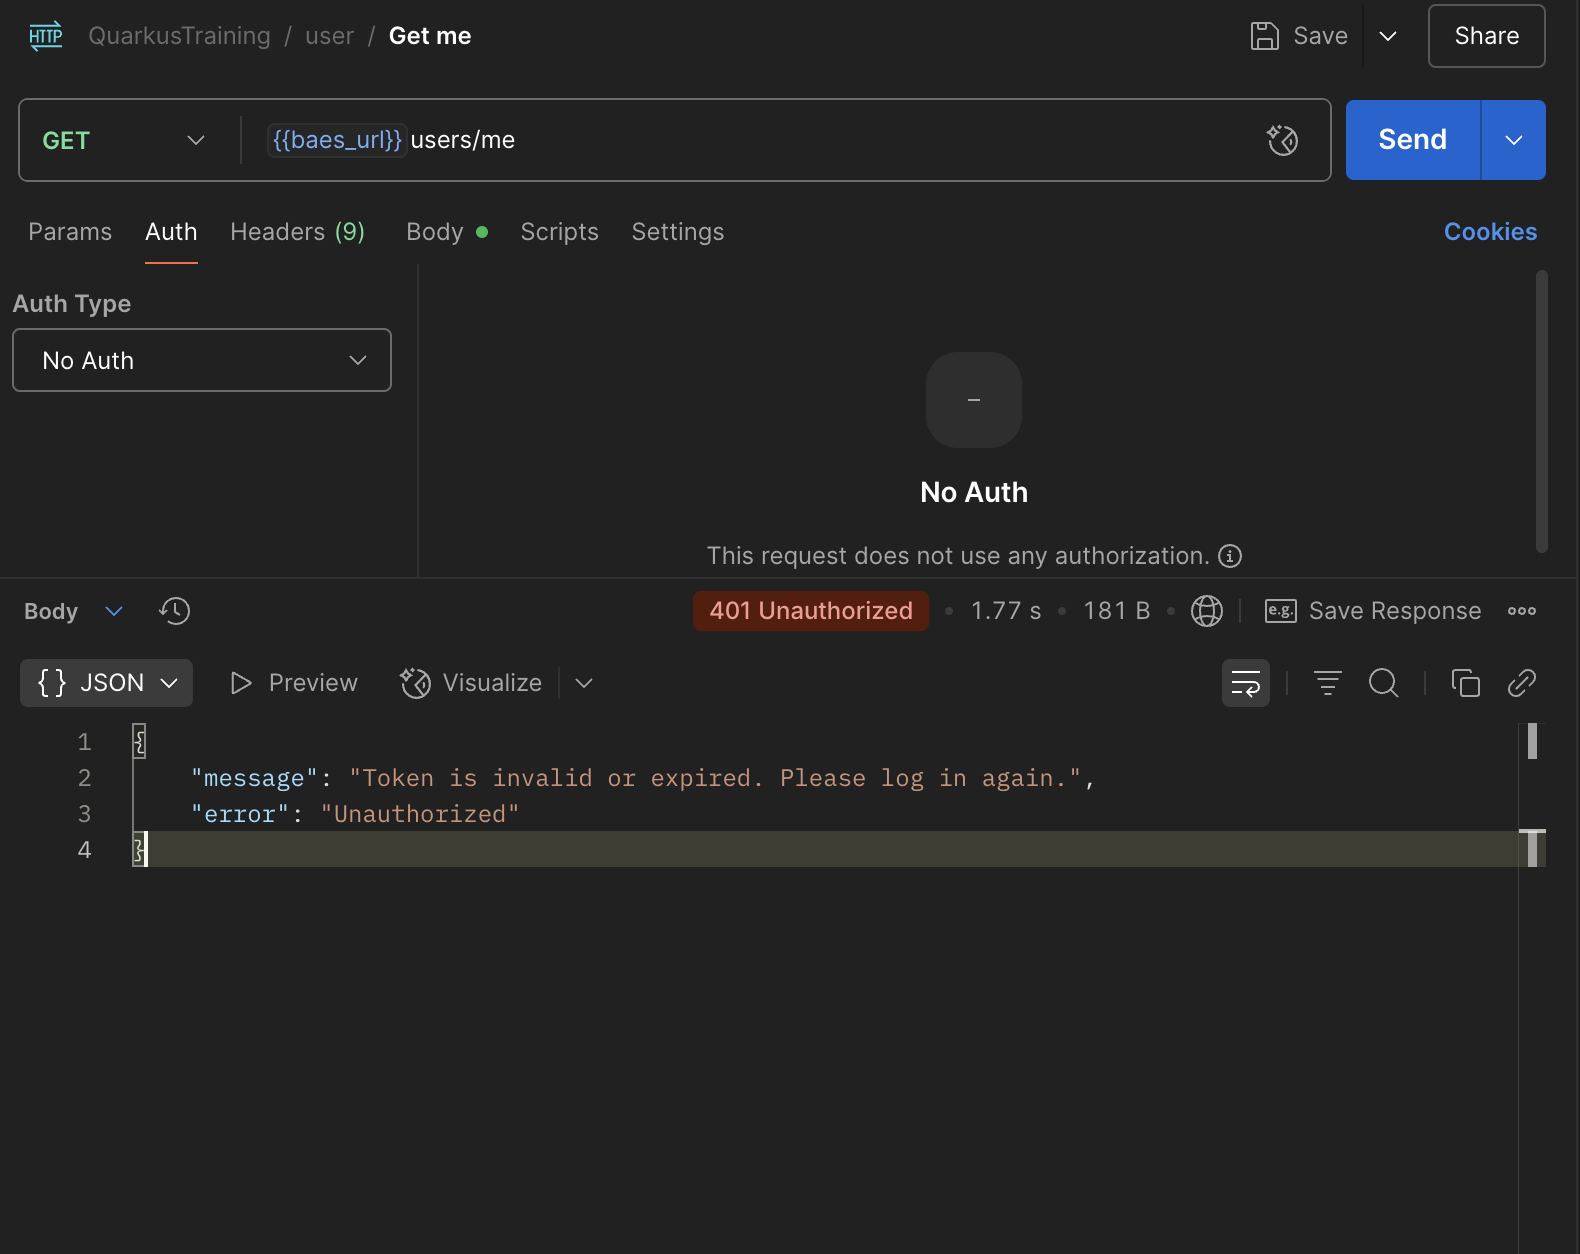 HTTP QuarkusTraining / user / Get me Save Share
GET {{baes_url}} users/me Send
Params Auth Headers (9) Body Scripts Settings Cookies
Auth Type
No Auth
–
No Auth
This request does not use any authorization.
Body 401 Unauthorized • 1.77 s • 181 B • e.g. Save Response
{} JSON Preview Visualize
1 {
2 "message": "Token is invalid or expired. Please log in again.",
3 "error": "Unauthorized"
4 }